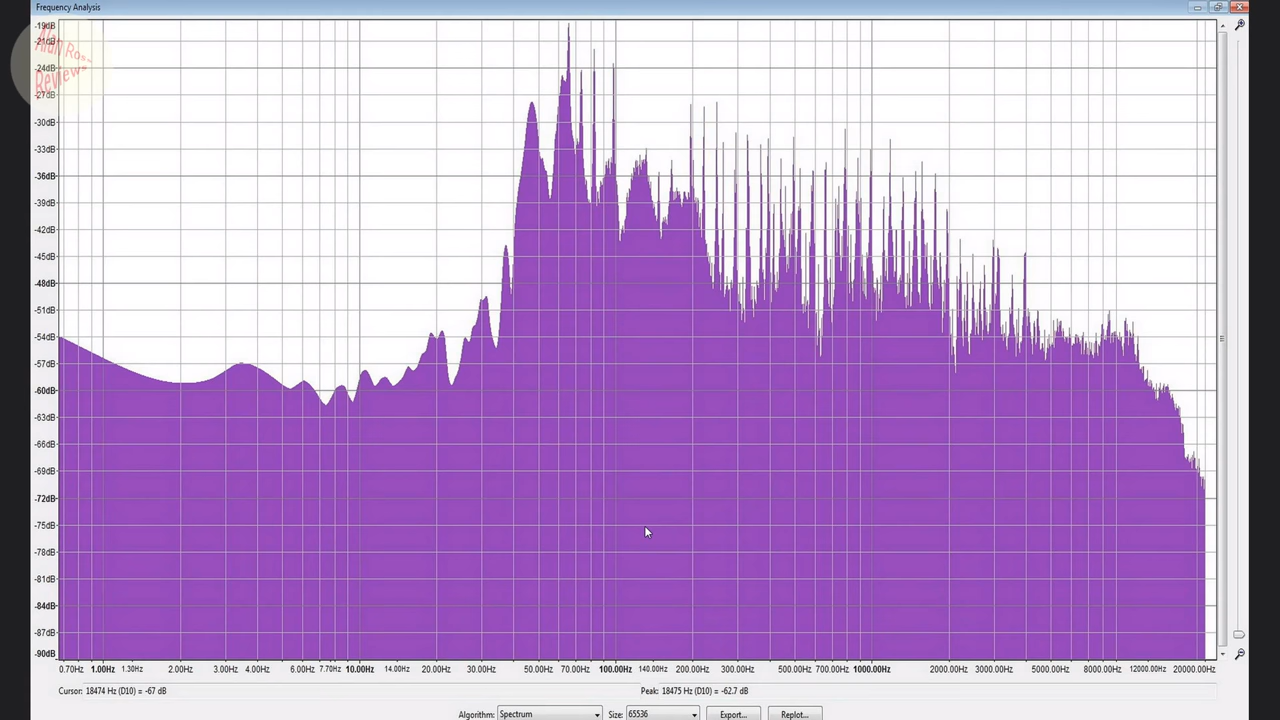 Frequency Analysis
Alan Ross
Reviews
-19dB
-21dB
-24dB
-27dB
-30dB
-33dB
-36dB
-39dB
-42dB
-45dB
-48dB
-51dB
-54dB
-57dB
-60dB
-63dB
-66dB
-69dB
-72dB
-75dB
-78dB
-81dB
-84dB
-87dB
-90dB
0.70Hz 1.00Hz 1.30Hz 2.00Hz 3.00Hz 4.00Hz 6.00Hz 7.70Hz 10.00Hz 14.00Hz 20.00Hz 30.00Hz 50.00Hz 70.00Hz 100.00Hz 140.00Hz 200.00Hz 300.00Hz 500.00Hz 1000.00Hz 2000.00Hz 3000.00Hz 5000.00Hz 8000.00Hz 12000.00Hz 20000.00Hz
Cursor: 18474 Hz (D10) = -67 dB Peak: 18475 Hz (D10) = -62.7 dB
Algorithm: Spectrum Size: 65536 Export... Replot...